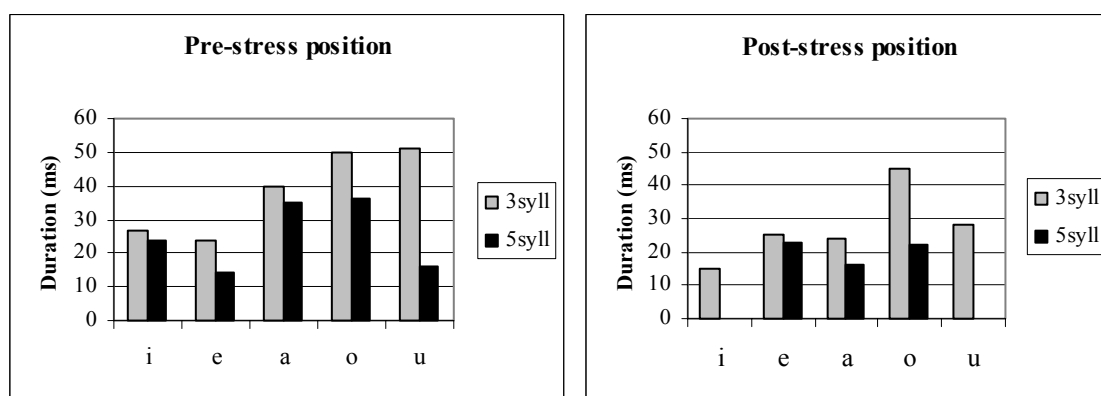 Pre-stress position
60
50
40
30
20
10
0
Duration (ms)
i e a o u
3syll
5syll
Post-stress position
60
50
40
30
20
10
0
Duration (ms)
i e a o u
3syll
5syll